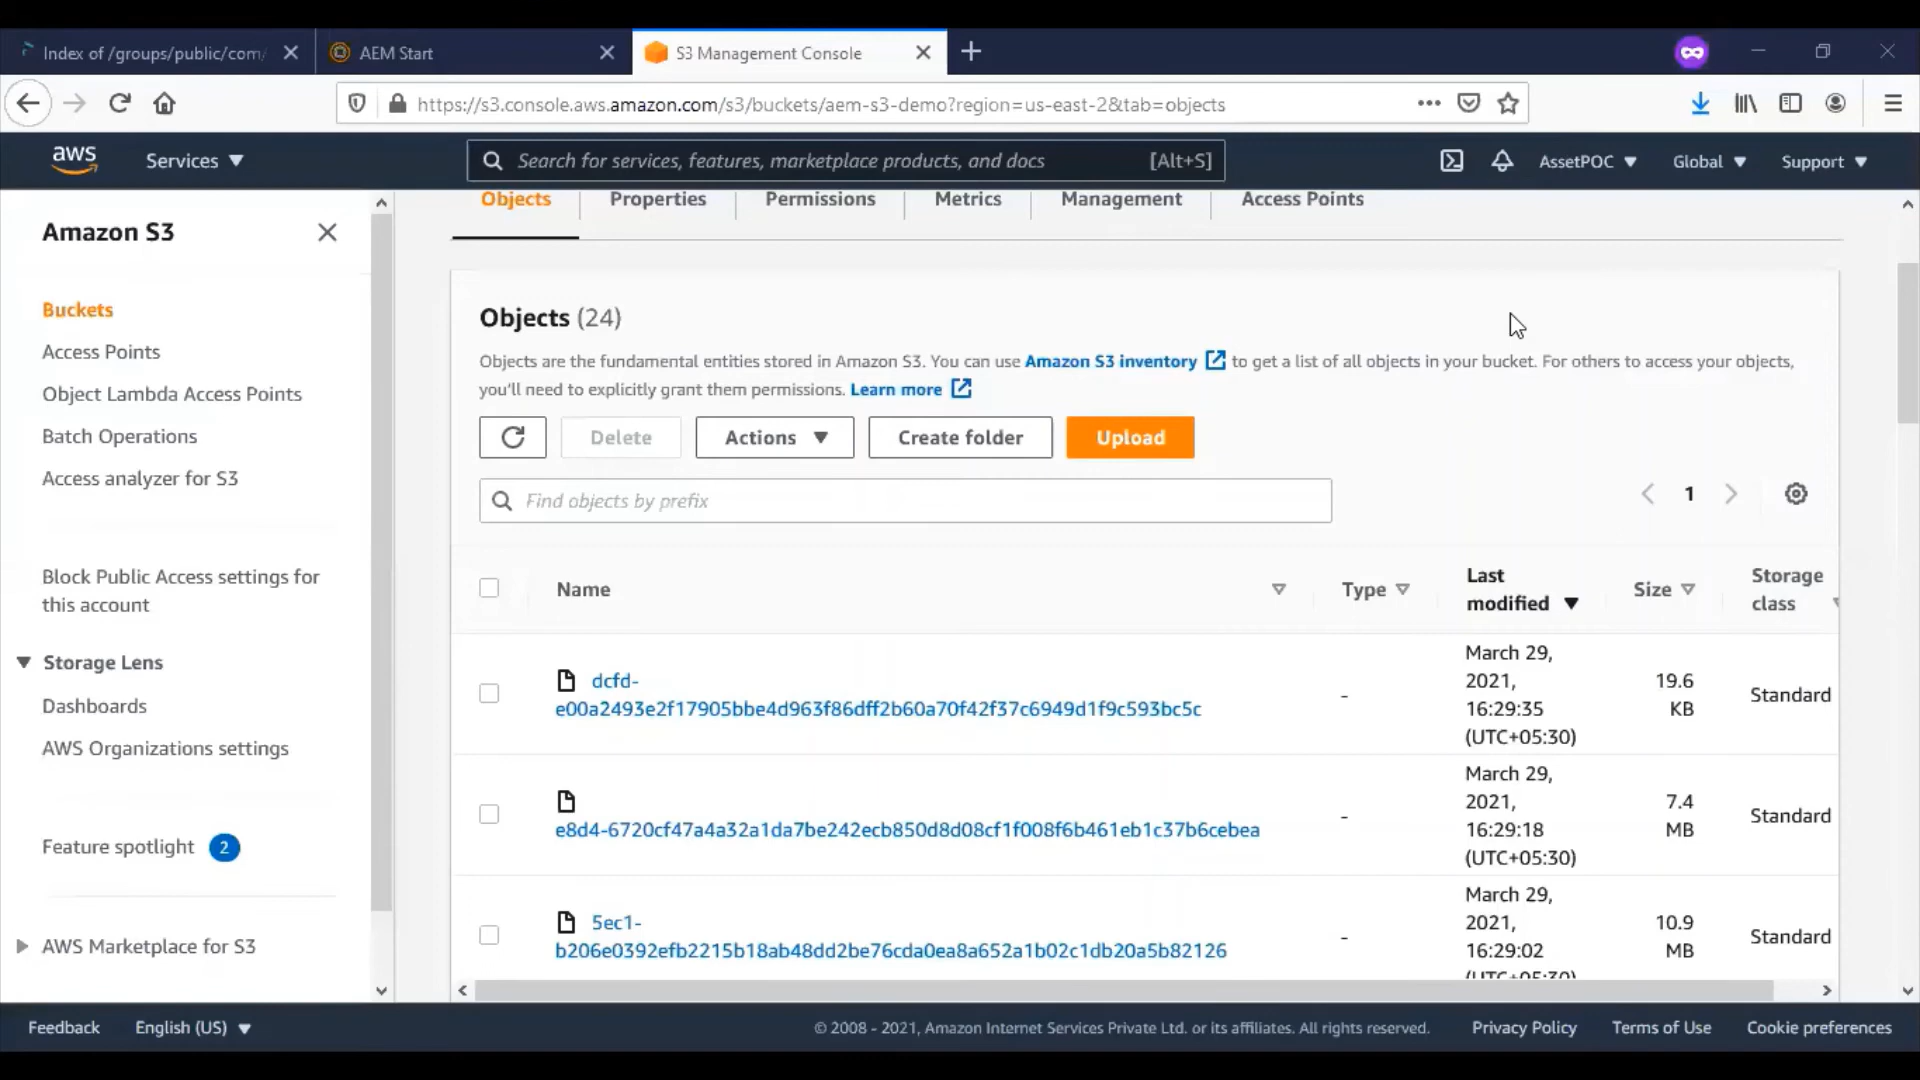 Index of /groups/public/com/
AEM Start
S3 Management Console
https://s3.console.aws.amazon.com/s3/buckets/aem-s3-demo?region=us-east-2&tab=objects
aws
Services
Search for services, features, marketplace products, and docs
[Alt+S]
AssetPOC
Global
Support
Amazon S3
Buckets
Access Points
Object Lambda Access Points
Batch Operations
Access analyzer for S3
Block Public Access settings for
this account
Storage Lens
Dashboards
AWS Organizations settings
Feature spotlight 2
AWS Marketplace for S3
Objects
Properties
Permissions
Metrics
Management
Access Points
Objects (24)
Objects are the fundamental entities stored in Amazon S3. You can use Amazon S3 inventory to get a list of all objects in your bucket. For others to access your objects,
you'll need to explicitly grant them permissions. Learn more
Delete
Actions
Create folder
Upload
Find objects by prefix
1
Name
Type
Last
modified
Size
Storage
class
dcfd-
e00a2493e2f17905bbe4d963f86dff2b60a70f42f37c6949d1f9c593bc5c
-
March 29,
2021,
16:29:35
(UTC+05:30)
19.6
KB
Standard
e8d4-6720cf47a4a32a1da7be242ecb850d8d08cf1f008f6b461eb1c37b6cebea
-
March 29,
2021,
16:29:18
(UTC+05:30)
7.4
MB
Standard
5ec1-
b206e0392efb2215b18ab48dd2be76cda0ea8a652a1b02c1db20a5b82126
-
March 29,
2021,
16:29:02
(UTC+05:30)
10.9
MB
Standard
Feedback
English (US)
© 2008 - 2021, Amazon Internet Services Private Ltd. or its affiliates. All rights reserved.
Privacy Policy
Terms of Use
Cookie preferences